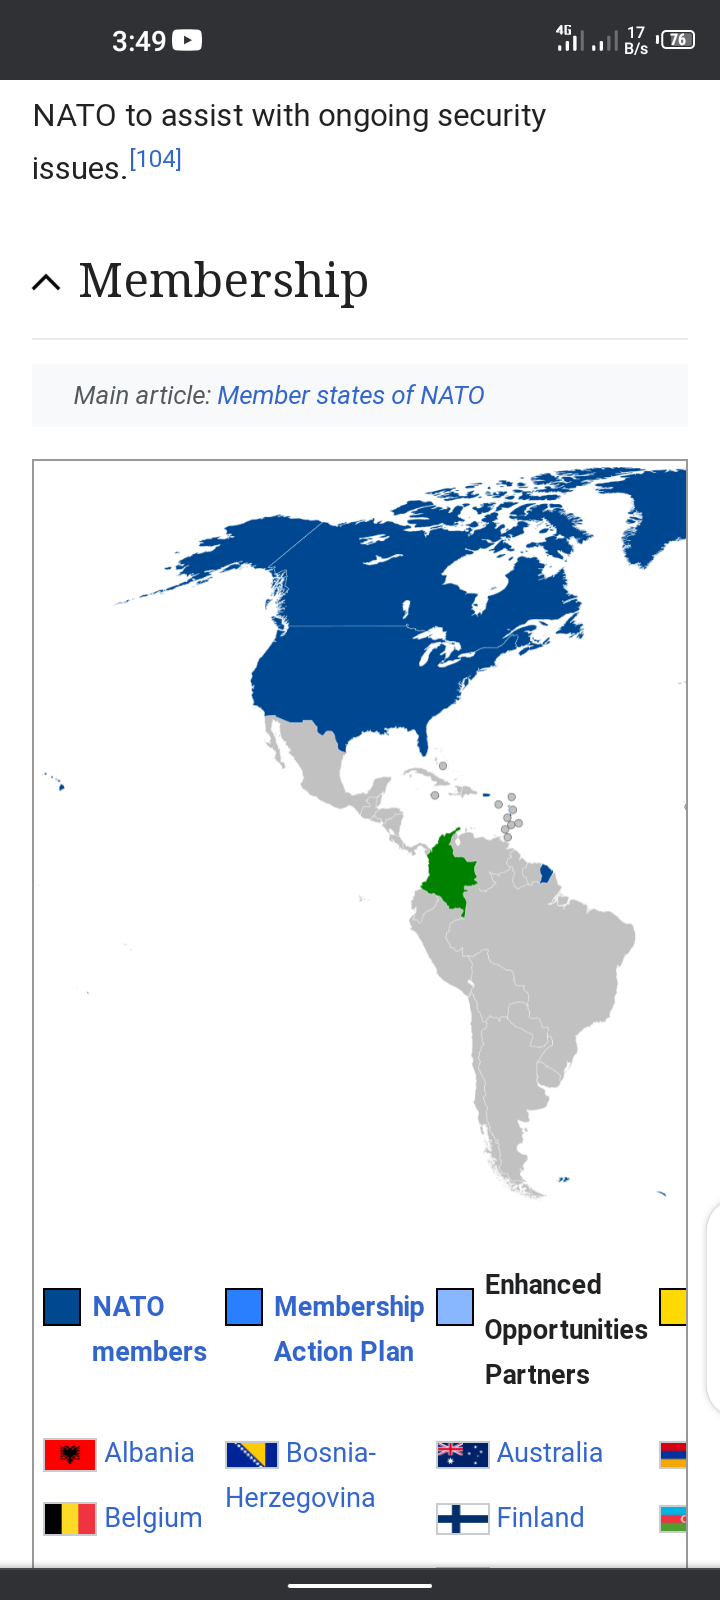 3:49
4G
17
B/s
76
NATO to assist with ongoing security
issues.[104]
Membership
Main article: Member states of NATO
NATO
members
Membership
Action Plan
Enhanced
Opportunities
Partners
Albania
Bosnia-
Herzegovina
Australia
Belgium
Finland